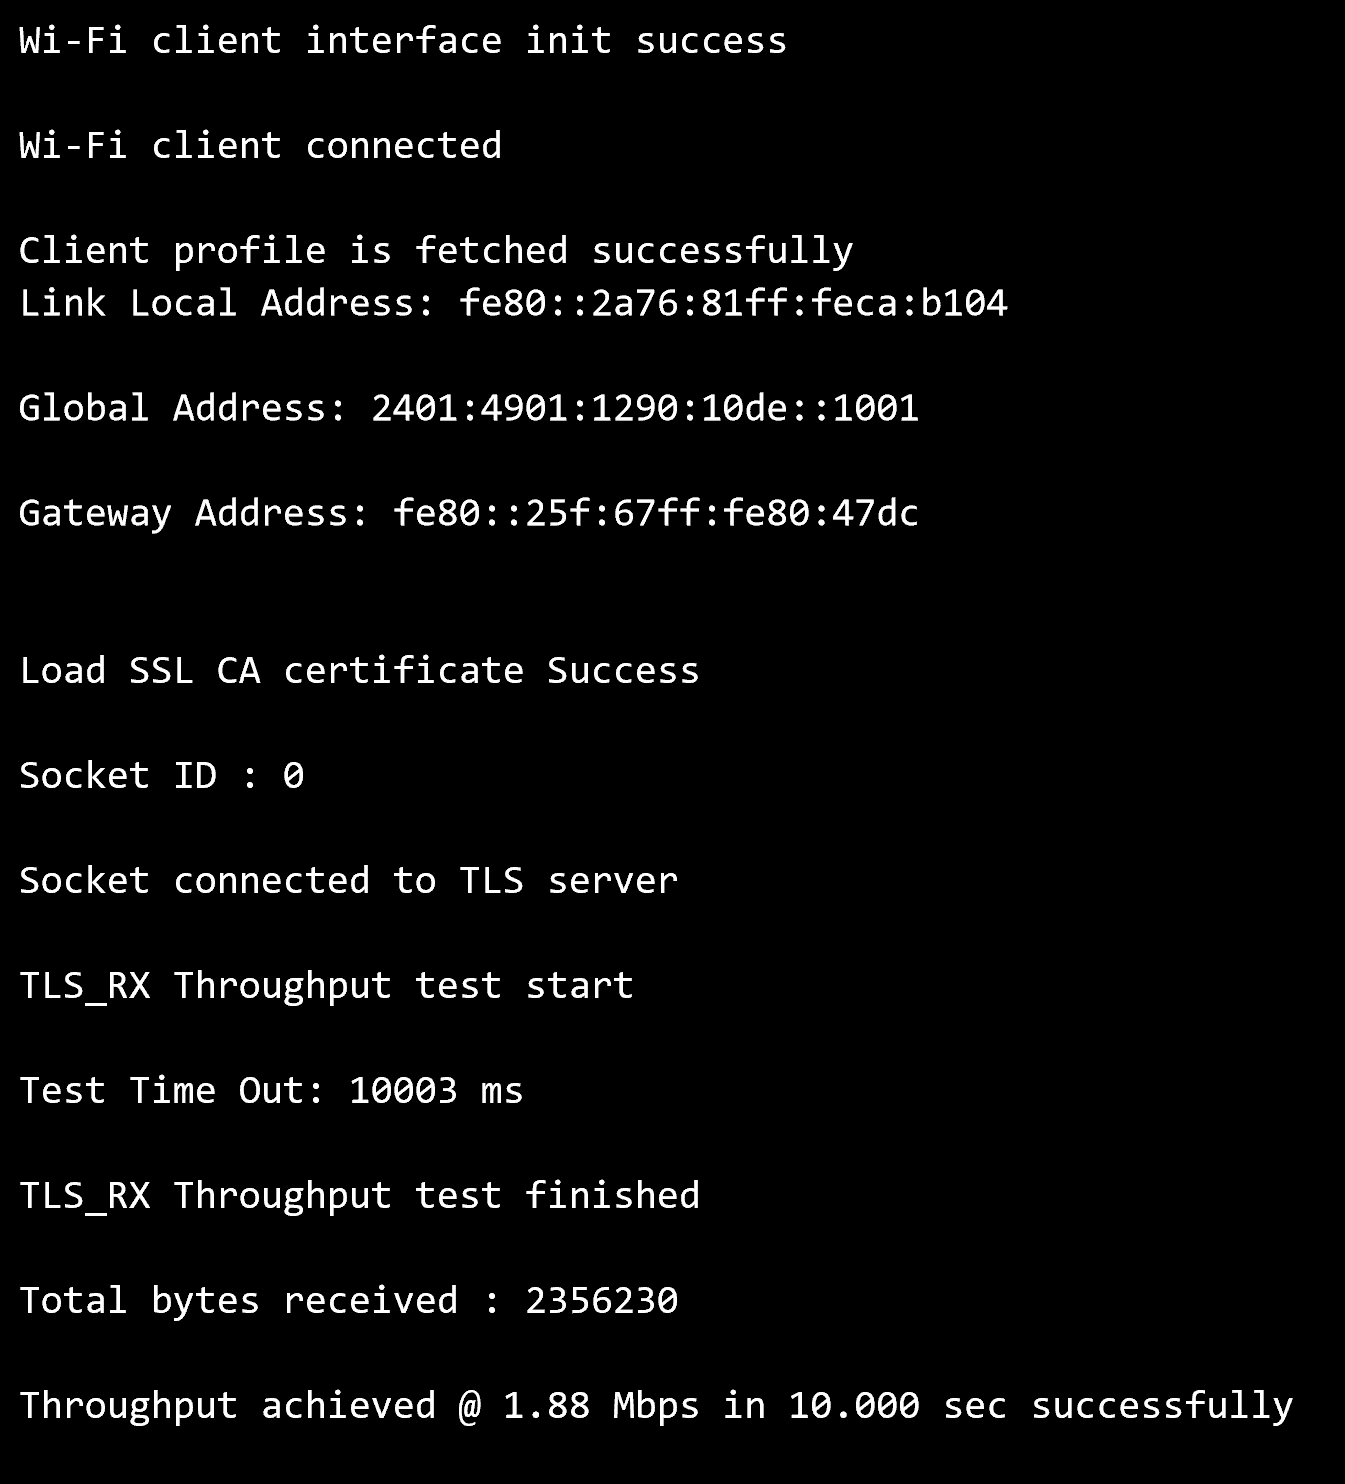 Wi-Fi client interface init success
Wi-Fi client connected
Client profile is fetched successfully
Link Local Address: fe80::2a76:81ff:feca:b104
Global Address: 2401:4901:1290:10de::1001
Gateway Address: fe80::25f:67ff:fe80:47dc
Load SSL CA certificate Success
Socket ID : 0
Socket connected to TLS server
TLS_RX Throughput test start
Test Time Out: 10003 ms
TLS_RX Throughput test finished
Total bytes received : 2356230
Throughput achieved @ 1.88 Mbps in 10.000 sec successfully